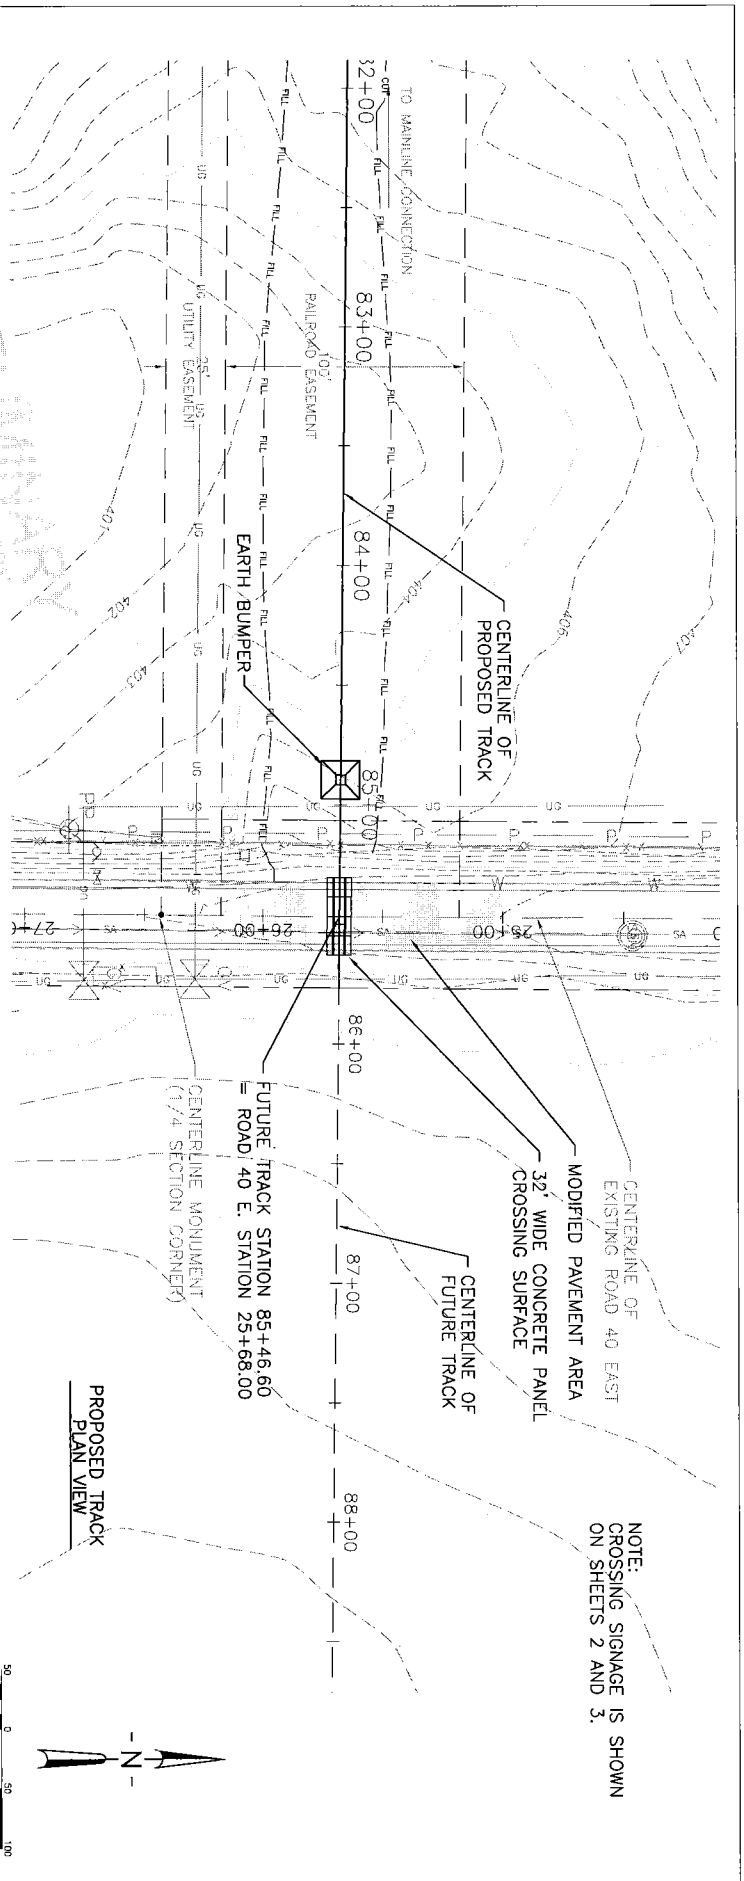 NOTE:
CROSSING SIGNAGE IS SHOWN
ON SHEETS 2 AND 3.
TO MAINLINE CONNECTION
CUT
FILL
32+00
83+00
84+00
85+00
86+00
87+00
88+00
100'
RAILROAD EASEMENT
25'
UTILITY EASEMENT
CENTERLINE OF
PROPOSED TRACK
EARTH BUMPER
401
402
403
406
407
CENTERLINE OF
EXISTING ROAD 40 EAST
MODIFIED PAVEMENT AREA
32' WIDE CONCRETE PANEL
CROSSING SURFACE
CENTERLINE OF
FUTURE TRACK
FUTURE TRACK STATION 85+46.60
= ROAD 40 E. STATION 25+68.00
CENTERLINE MONUMENT
(1/4 SECTION CORNER)
25+00
26+00
27+
UG
SA
W
P
PP
PROPOSED TRACK
PLAN VIEW
- N -
50 0 50 100